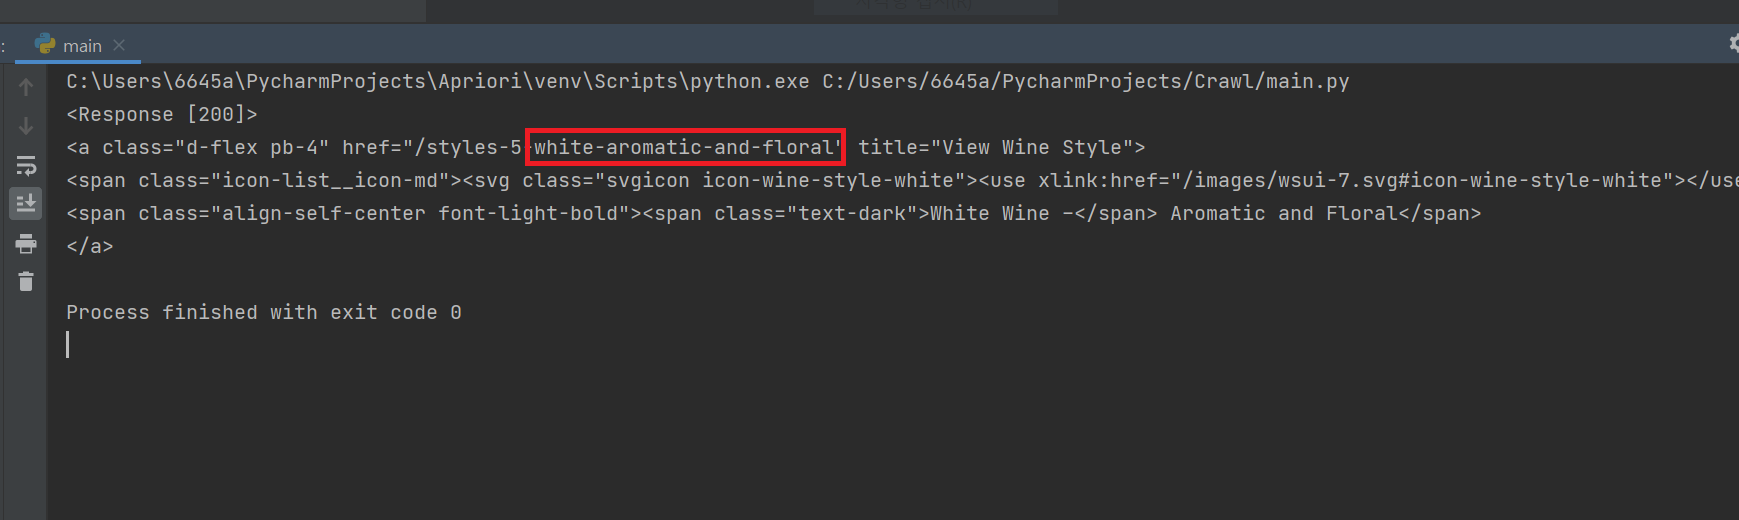 :
main
C:\Users\6645a\PycharmProjects\Apriori\venv\Scripts\python.exe C:/Users/6645a/PycharmProjects/Crawl/main.py
<Response [200]>
<a class="d-flex pb-4" href="/styles-5-white-aromatic-and-floral" title="View Wine Style">
<span class="icon-list__icon-md"><svg class="svgicon icon-wine-style-white"><use xlink:href="/images/wsui-7.svg#icon-wine-style-white"></use
<span class="align-self-center font-light-bold"><span class="text-dark">White Wine -</span> Aromatic and Floral</span>
</a>
Process finished with exit code 0